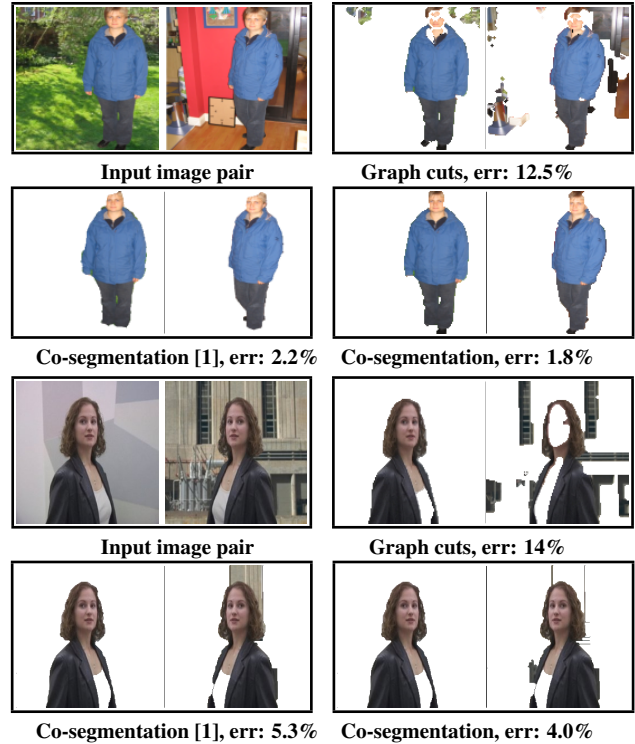 Input image pair
Graph cuts, err: 12.5%
Co-segmentation [1], err: 2.2%
Co-segmentation, err: 1.8%
Input image pair
Graph cuts, err: 14%
Co-segmentation [1], err: 5.3%
Co-segmentation, err: 4.0%